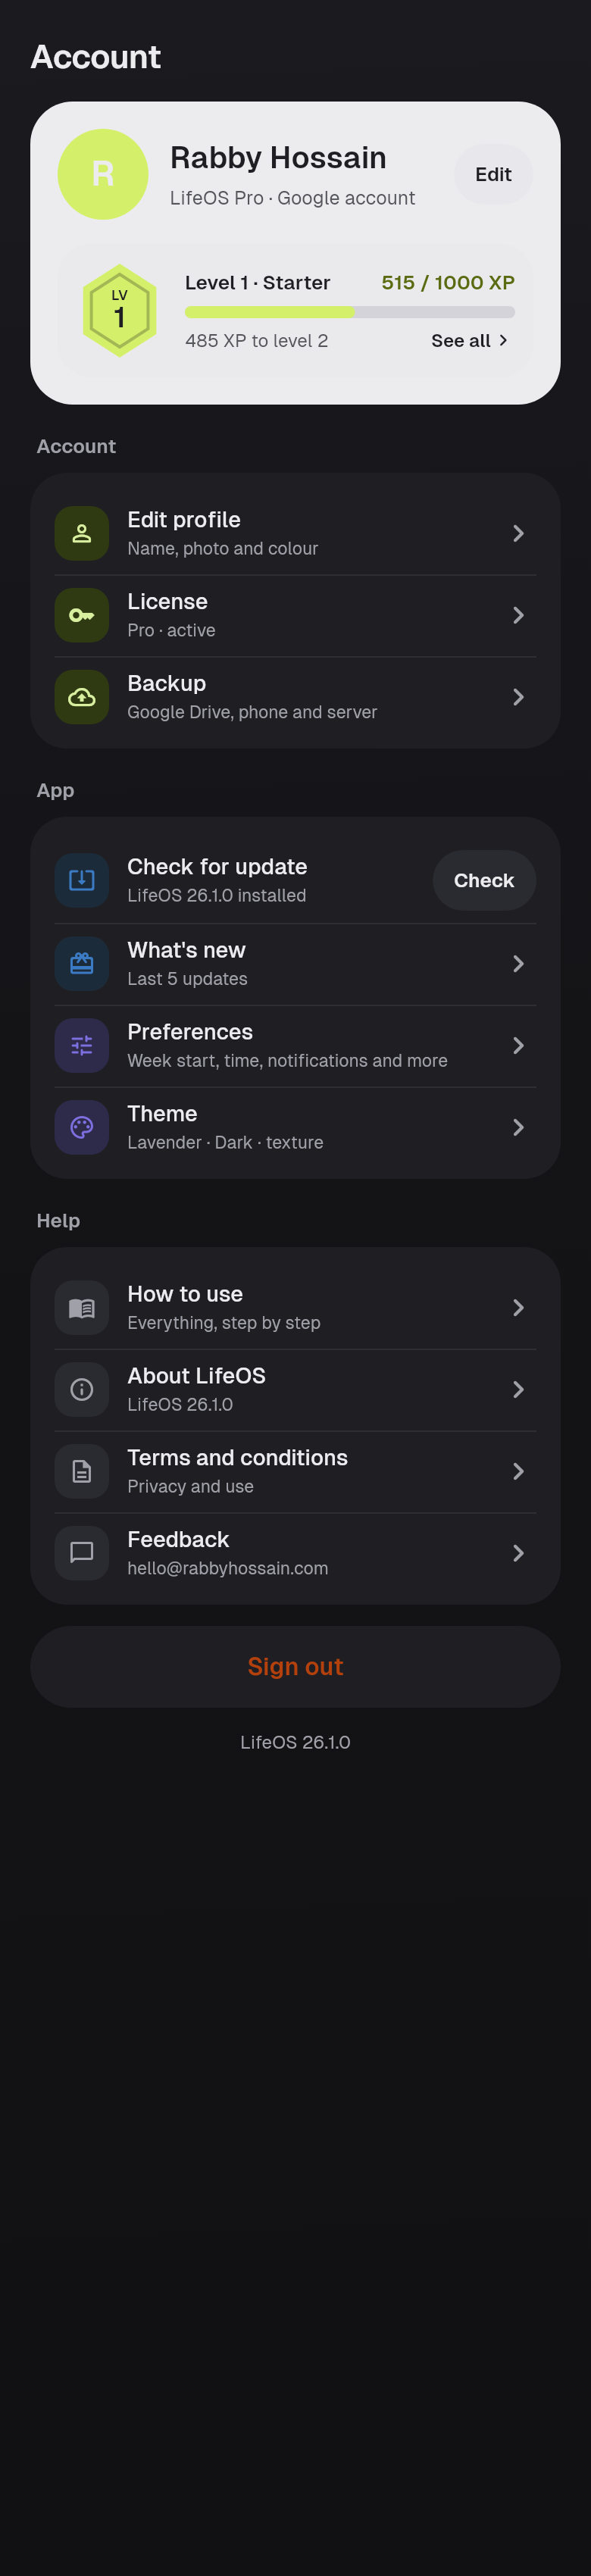 Account
R
Rabby Hossain
LifeOS Pro · Google account
Edit
LV
1
Level 1 · Starter
515 / 1000 XP
485 XP to level 2
See all
Account
Edit profile
Name, photo and colour
License
Pro · active
Backup
Google Drive, phone and server
App
Check for update
LifeOS 26.1.0 installed
Check
What's new
Last 5 updates
Preferences
Week start, time, notifications and more
Theme
Lavender · Dark · texture
Help
How to use
Everything, step by step
About LifeOS
LifeOS 26.1.0
Terms and conditions
Privacy and use
Feedback
hello@rabbyhossain.com
Sign out
LifeOS 26.1.0